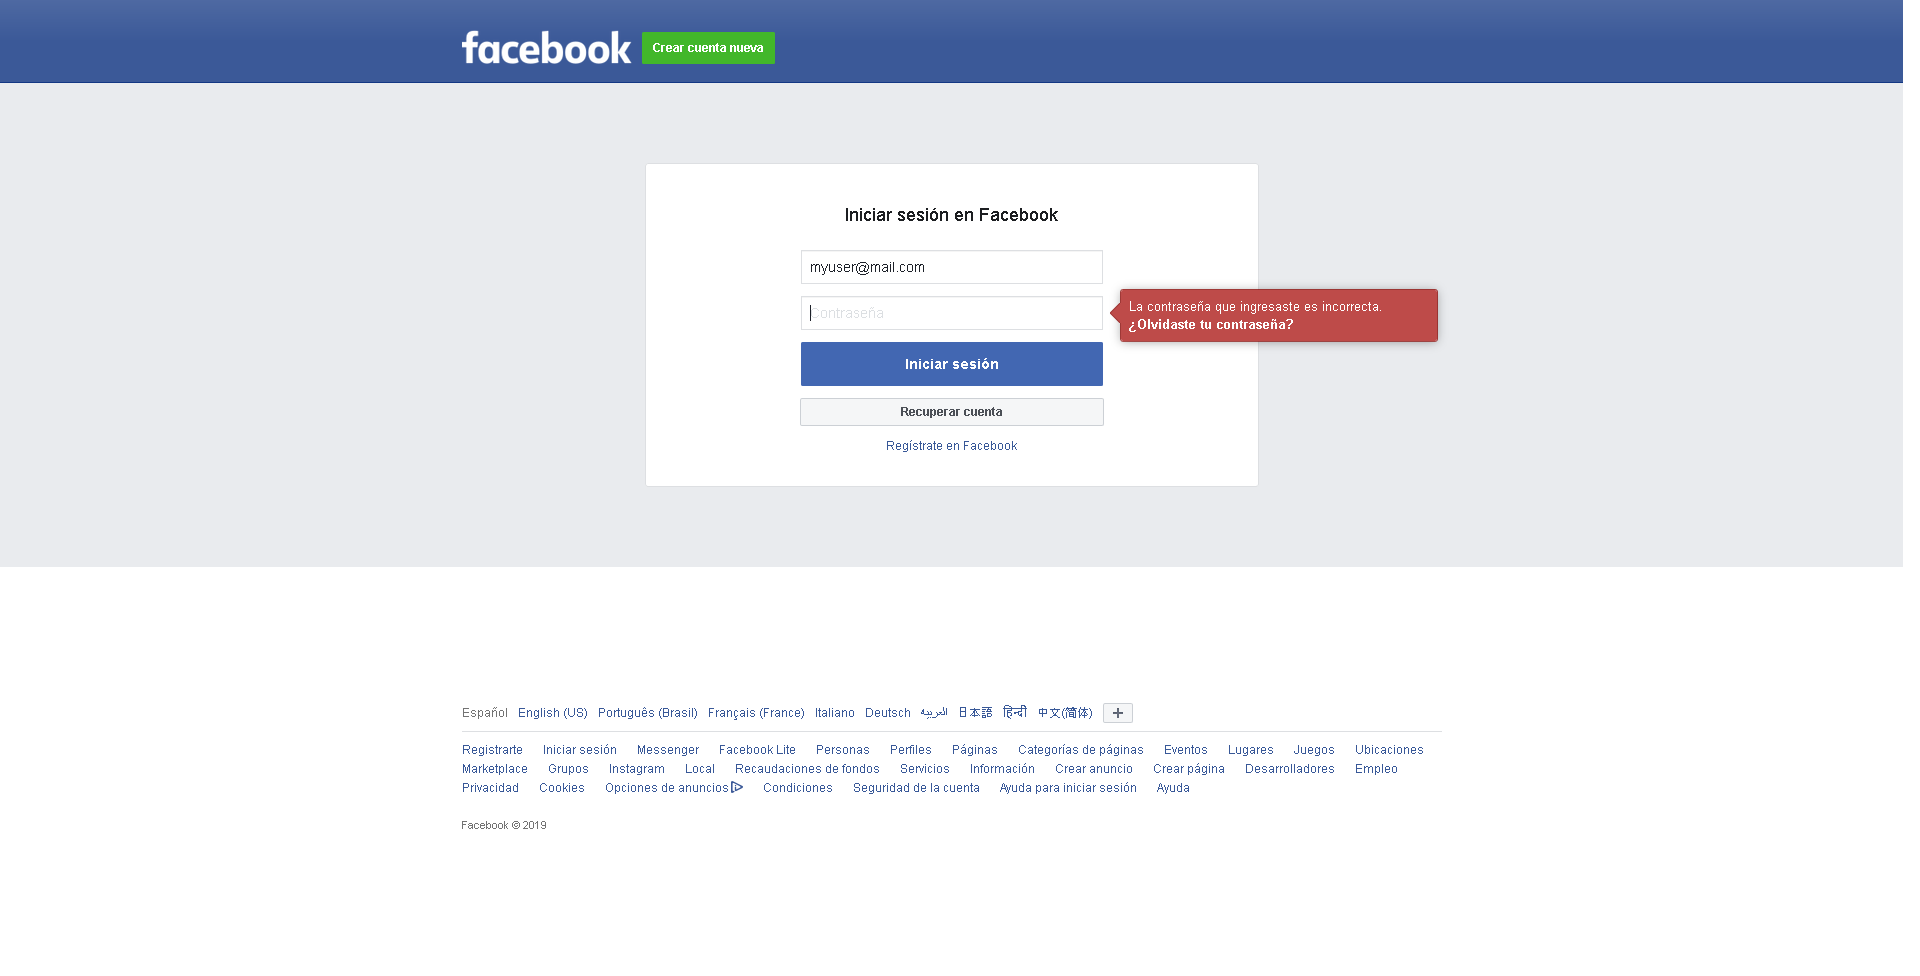 facebook Crear cuenta nueva
Iniciar sesión en Facebook
myuser@mail.com
Contraseña
La contraseña que ingresaste es incorrecta.
¿Olvidaste tu contraseña?
Iniciar sesión
Recuperar cuenta
Regístrate en Facebook
Español English (US) Português (Brasil) Français (France) Italiano Deutsch العربية 日本語 हिन्दी 中文(简体) +
Registrarte Iniciar sesión Messenger Facebook Lite Personas Perfiles Páginas Categorías de páginas Eventos Lugares Juegos Ubicaciones
Marketplace Grupos Instagram Local Recaudaciones de fondos Servicios Información Crear anuncio Crear página Desarrolladores Empleo
Privacidad Cookies Opciones de anuncios Condiciones Seguridad de la cuenta Ayuda para iniciar sesión Ayuda
Facebook © 2019